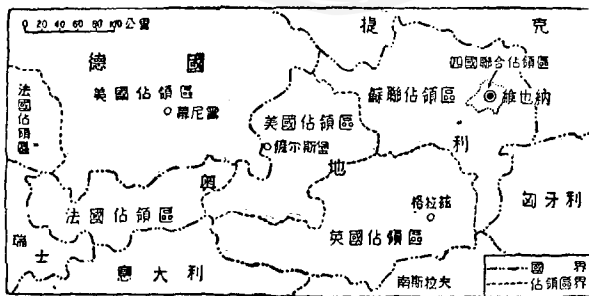 0 20 40 60 80 100公里
提克
德國
四國聯合佔領區
法國佔領區
美國佔領區
蘇聯佔領區
維也納
慕尼黑
美國佔領區
薩尔斯堡
奧地利
格拉兹
匈牙利
法國佔領區
英國佔領區
瑞士
意大利
南斯拉夫
國界
佔領區界